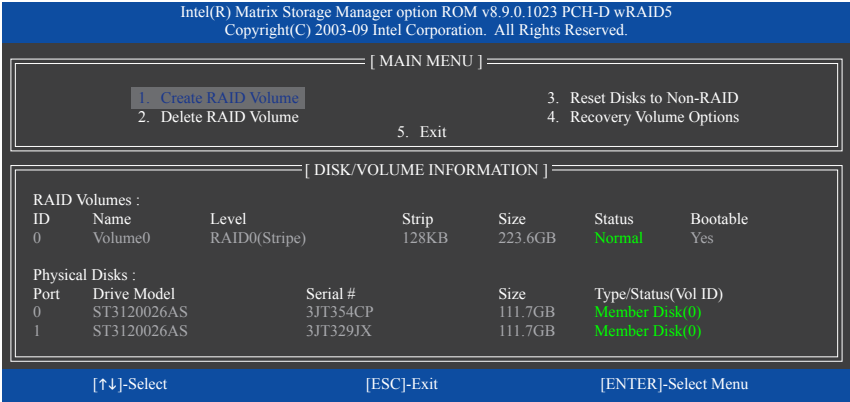 Intel(R) Matrix Storage Manager option ROM v8.9.0.1023 PCH-D wRAID5
Copyright(C) 2003-09 Intel Corporation. All Rights Reserved.
[ MAIN MENU ]
1. Create RAID Volume 3. Reset Disks to Non-RAID
2. Delete RAID Volume 4. Recovery Volume Options
5. Exit
[ DISK/VOLUME INFORMATION ]
RAID Volumes :
ID Name Level Strip Size Status Bootable
0 Volume0 RAID0(Stripe) 128KB 223.6GB Normal Yes
Physical Disks :
Port Drive Model Serial # Size Type/Status(Vol ID)
0 ST3120026AS 3JT354CP 111.7GB Member Disk(0)
1 ST3120026AS 3JT329JX 111.7GB Member Disk(0)
[↑↓]-Select [ESC]-Exit [ENTER]-Select Menu